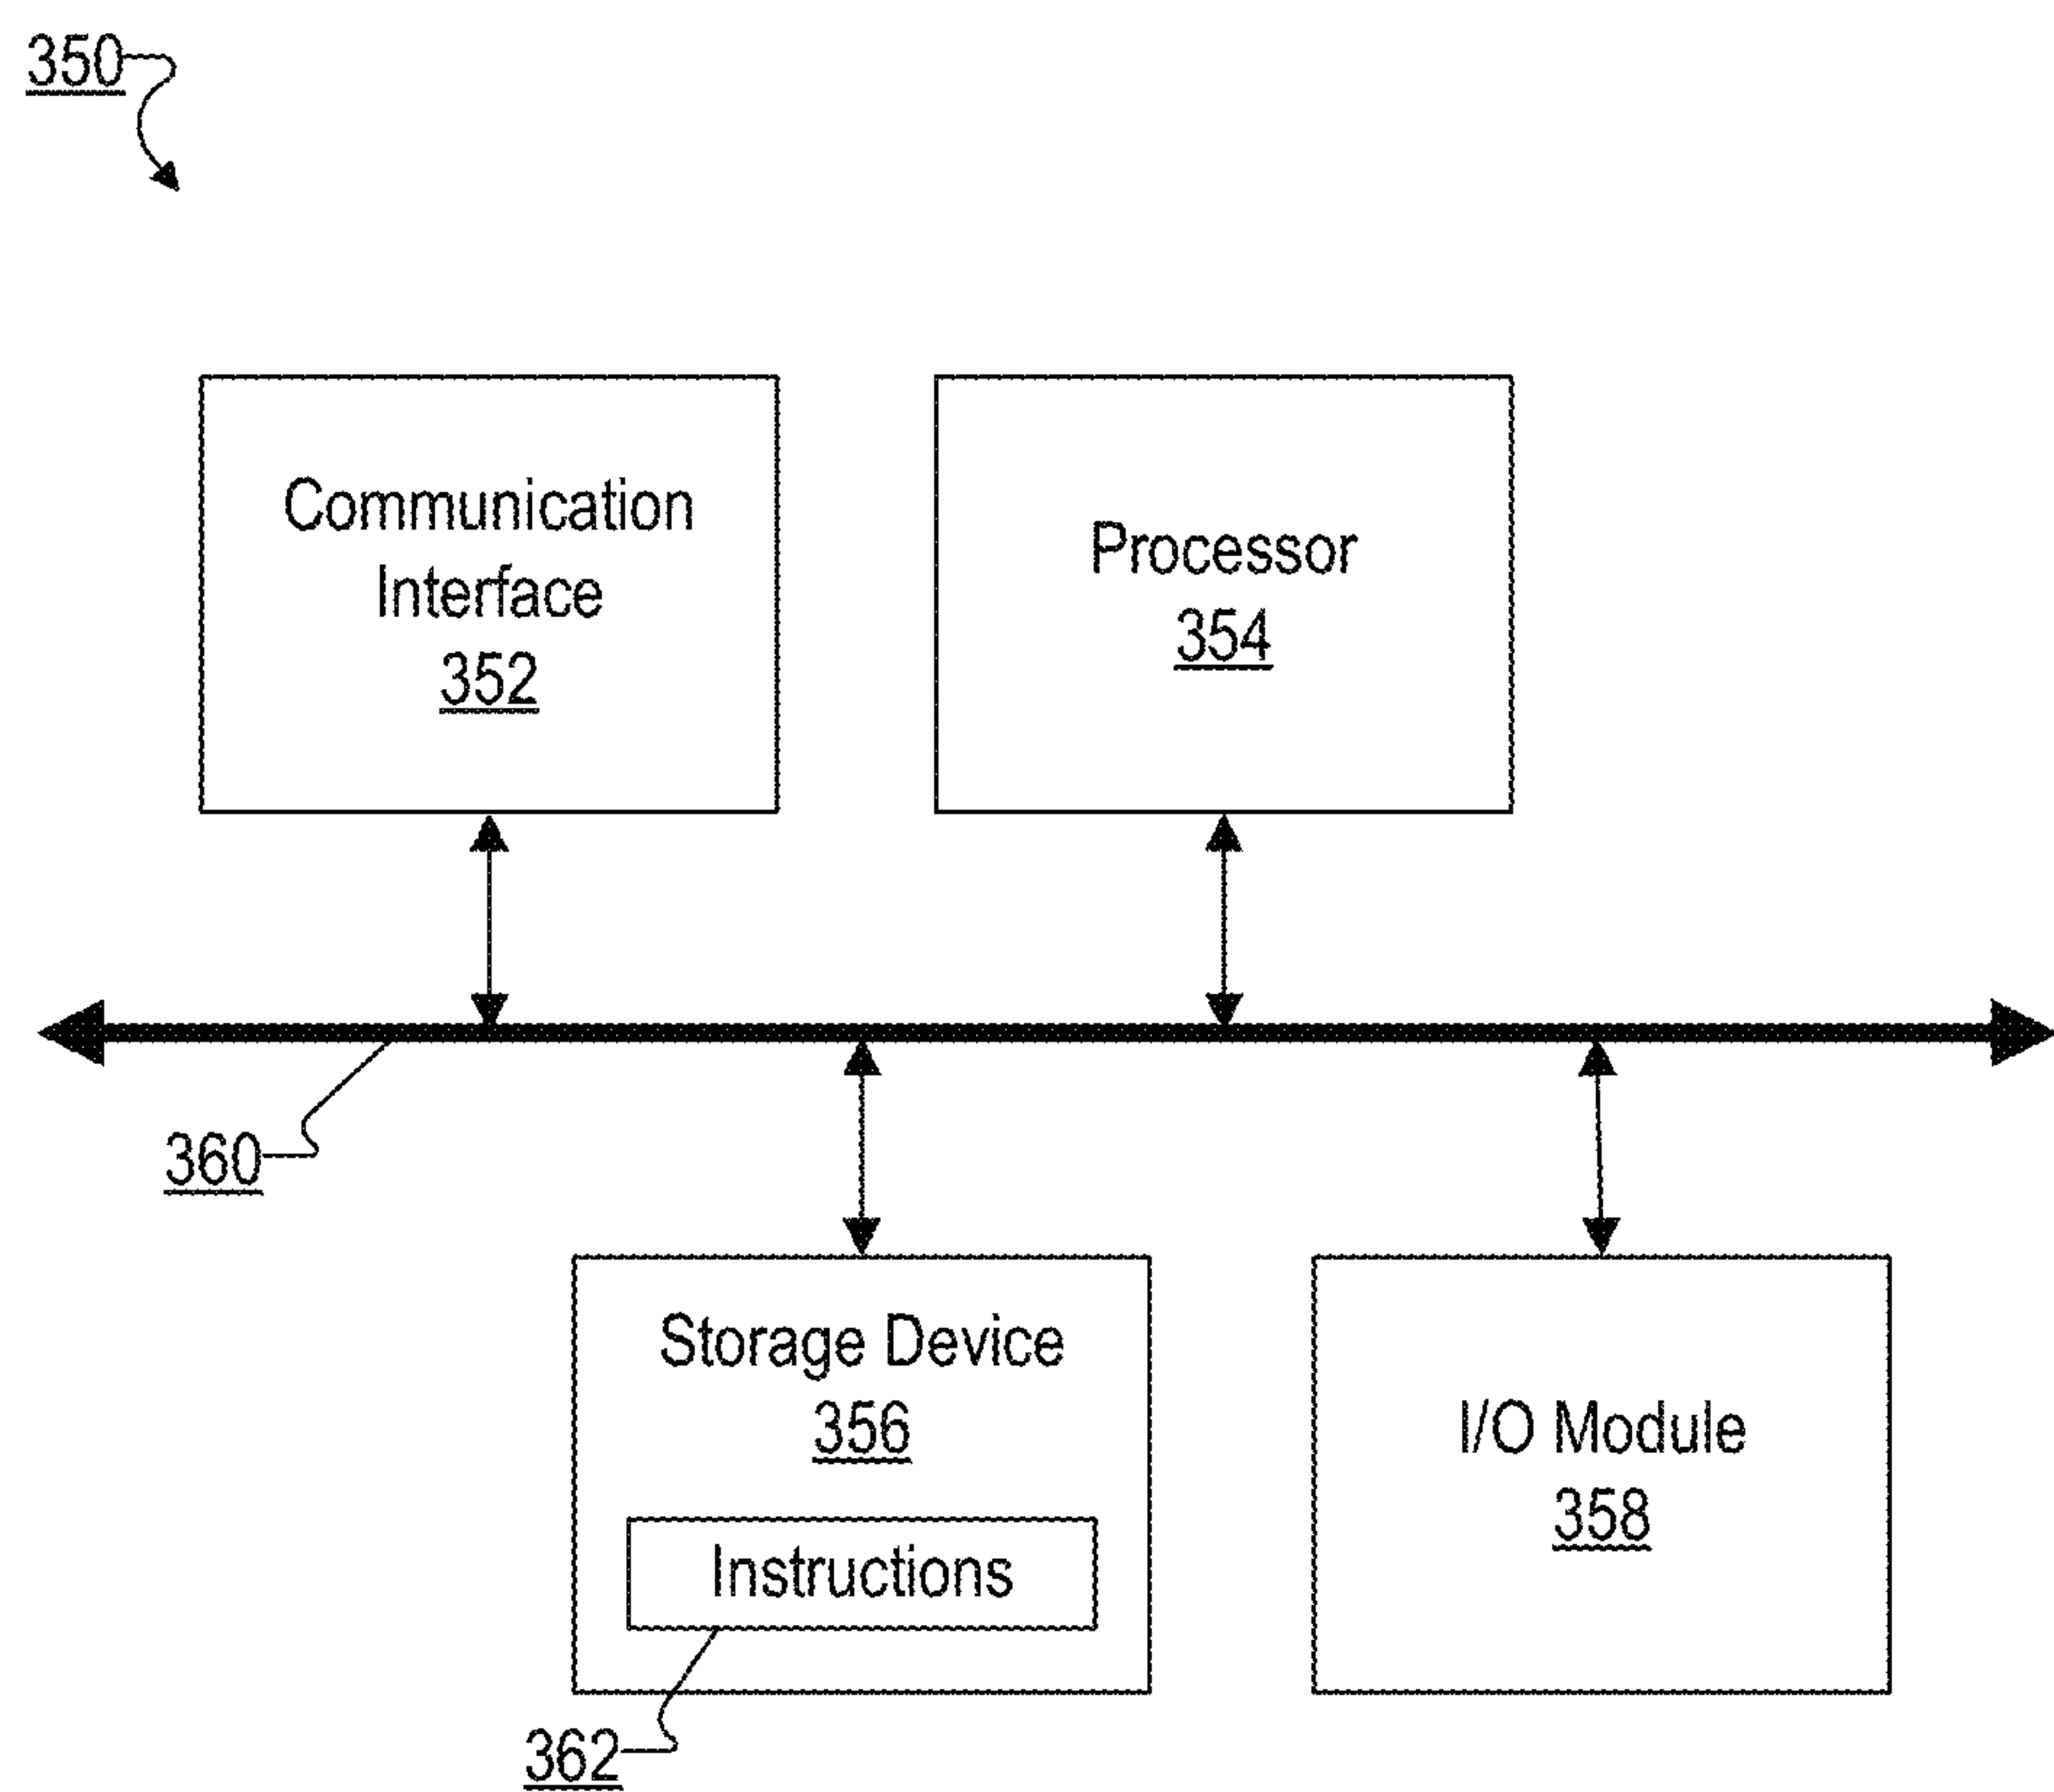 350
Communication
Interface
352
Processor
354
360
Storage Device
356
Instructions
362
I/O Module
358